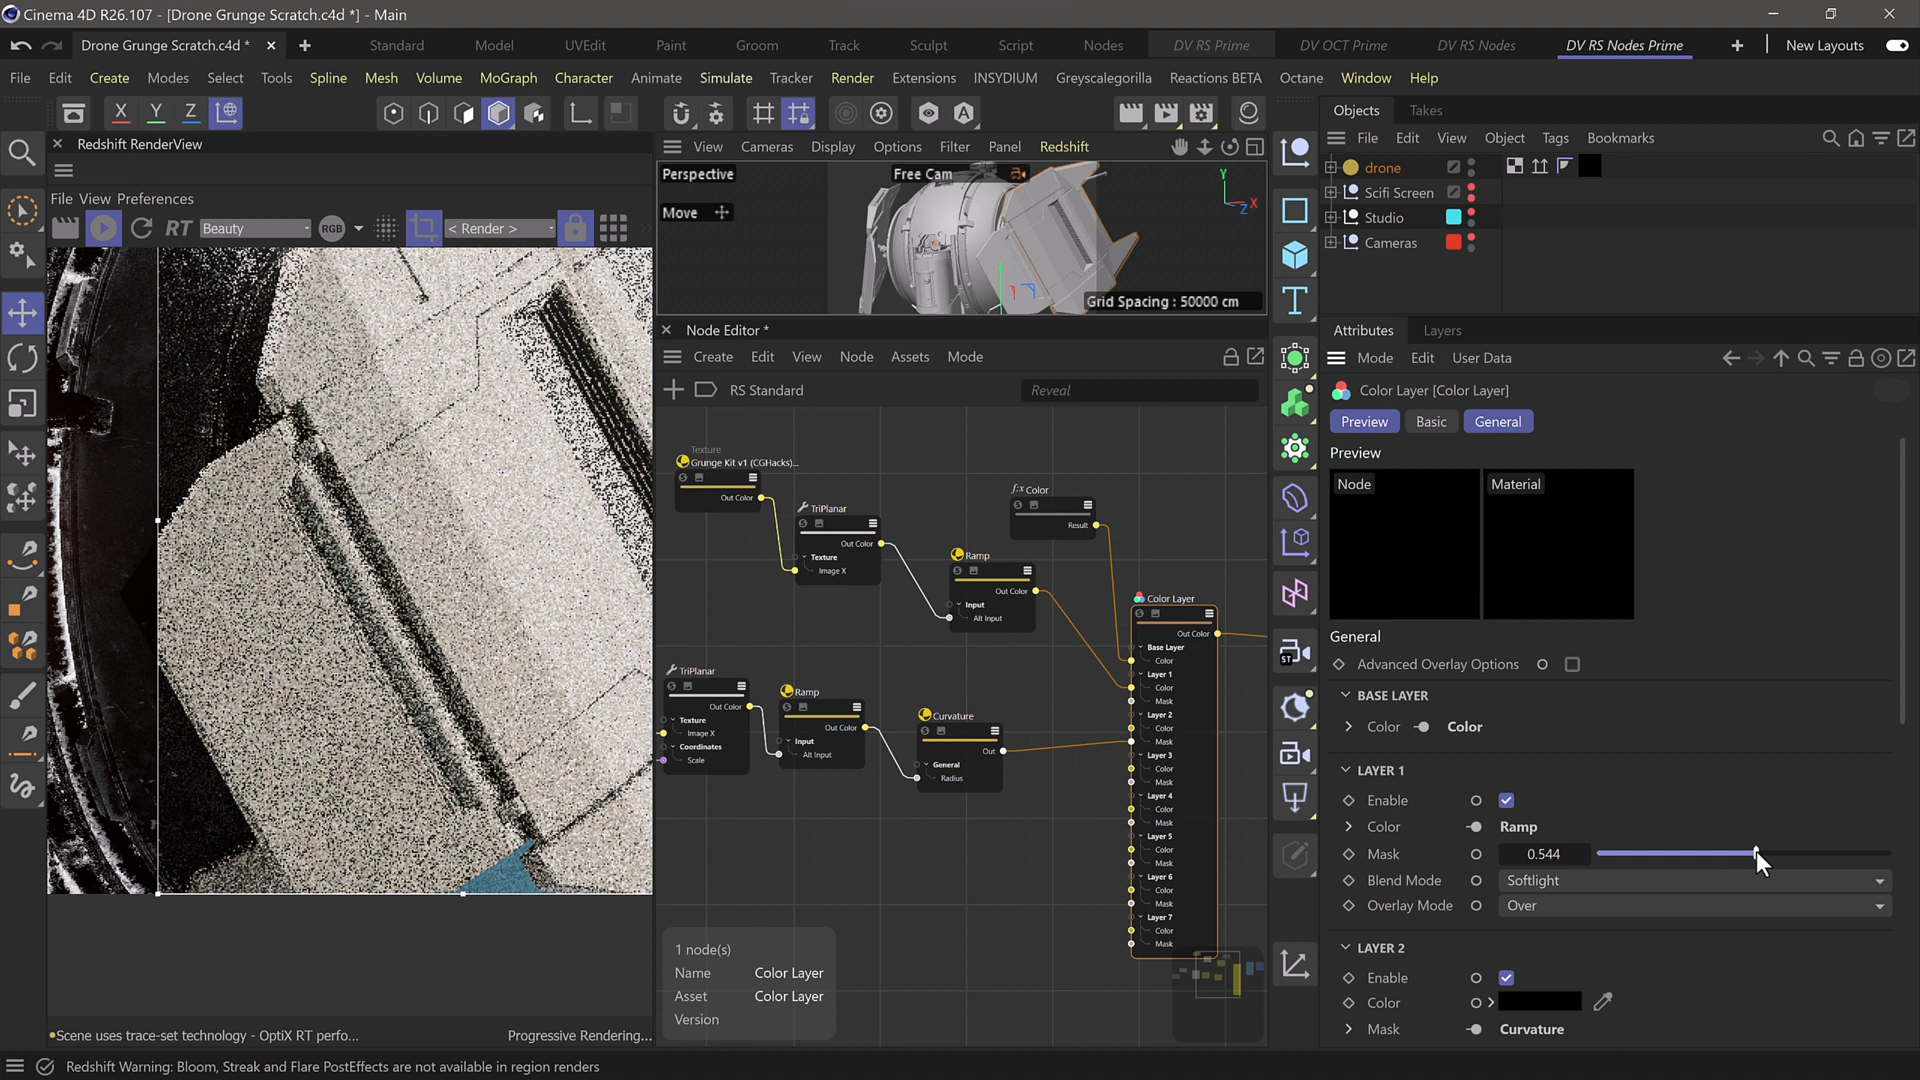 Cinema 4D R26.107 - [Drone Grunge Scratch.c4d *] - Main
Drone Grunge Scratch.c4d *
Standard Model UVEdit Paint Groom Track Sculpt Script Nodes DV RS Prime DV OCT Prime DV RS Nodes DV RS Nodes Prime New Layouts
File Edit Create Modes Select Tools Spline Mesh Volume MoGraph Character Animate Simulate Tracker Render Extensions INSYDIUM Greyscalegorilla Reactions BETA Octane Window Help
X Y Z
Redshift RenderView
File View Preferences
RT Beauty RGB < Render >
Scene uses trace-set technology - OptiX RT perfo... Progressive Rendering...
View Cameras Display Options Filter Panel Redshift
Perspective Free Cam
Move
Y
X
Z
Grid Spacing : 50000 cm
Node Editor *
Create Edit View Node Assets Mode
RS Standard Reveal
Texture
Grunge Kit v1 (CGHacks)...
Out Color
TriPlanar
Out Color
Texture
Image X
Color
Result
Ramp
Out Color
Input
Alt Input
TriPlanar
Out Color
Texture
Image X
Coordinates
Scale
Ramp
Out Color
Input
Alt Input
Curvature
Out
General
Radius
Color Layer
Out Color
Base Layer
Color
Layer 1
Color
Mask
Layer 2
Color
Mask
Layer 3
Color
Mask
Layer 4
Color
Mask
Layer 5
Color
Mask
Layer 6
Color
Mask
Layer 7
Color
Mask
1 node(s)
Name Color Layer
Asset Color Layer
Version
ST
Objects Takes
File Edit View Object Tags Bookmarks
drone
Scifi Screen
Studio
Cameras
Attributes Layers
Mode Edit User Data
Color Layer [Color Layer]
Preview Basic General
Preview
Node Material
General
Advanced Overlay Options
BASE LAYER
Color Color
LAYER 1
Enable
Color Ramp
Mask 0.544
Blend Mode Softlight
Overlay Mode Over
LAYER 2
Enable
Color
Mask Curvature
Redshift Warning: Bloom, Streak and Flare PostEffects are not available in region renders